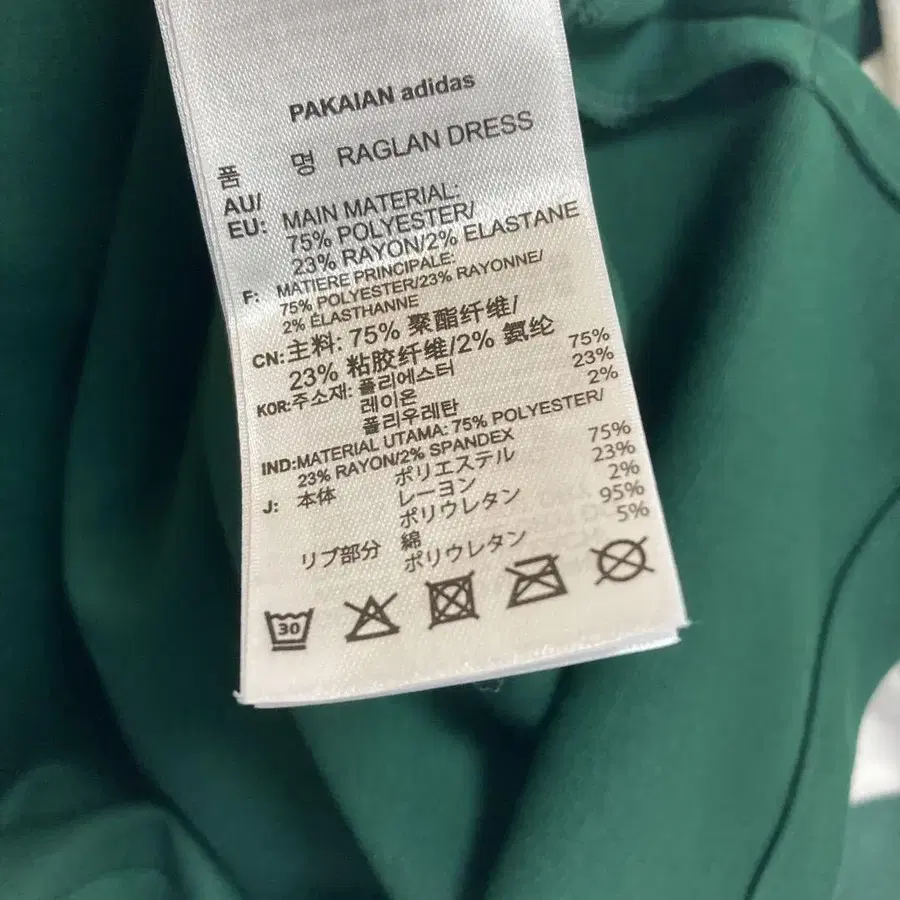 PAKAIAN adidas
품 명 RAGLAN DRESS
AU/
EU: MAIN MATERIAL:
75% POLYESTER/
23% RAYON/2% ELASTANE
F: MATIERE PRINCIPALE:
75% POLYESTER/23% RAYONNE/
2% ÉLASTHANNE
CN:主料: 75% 聚酯纤维/
23% 粘胶纤维/2% 氨纶
KOR:주소재: 폴리에스터 75%
레이온 23%
폴리우레탄 2%
IND:MATERIAL UTAMA: 75% POLYESTER/
23% RAYON/2% SPANDEX
J: 本体 ポリエステル 75%
レーヨン 23%
ポリウレタン 2%
リブ部分 綿 95%
ポリウレタン 5%
30